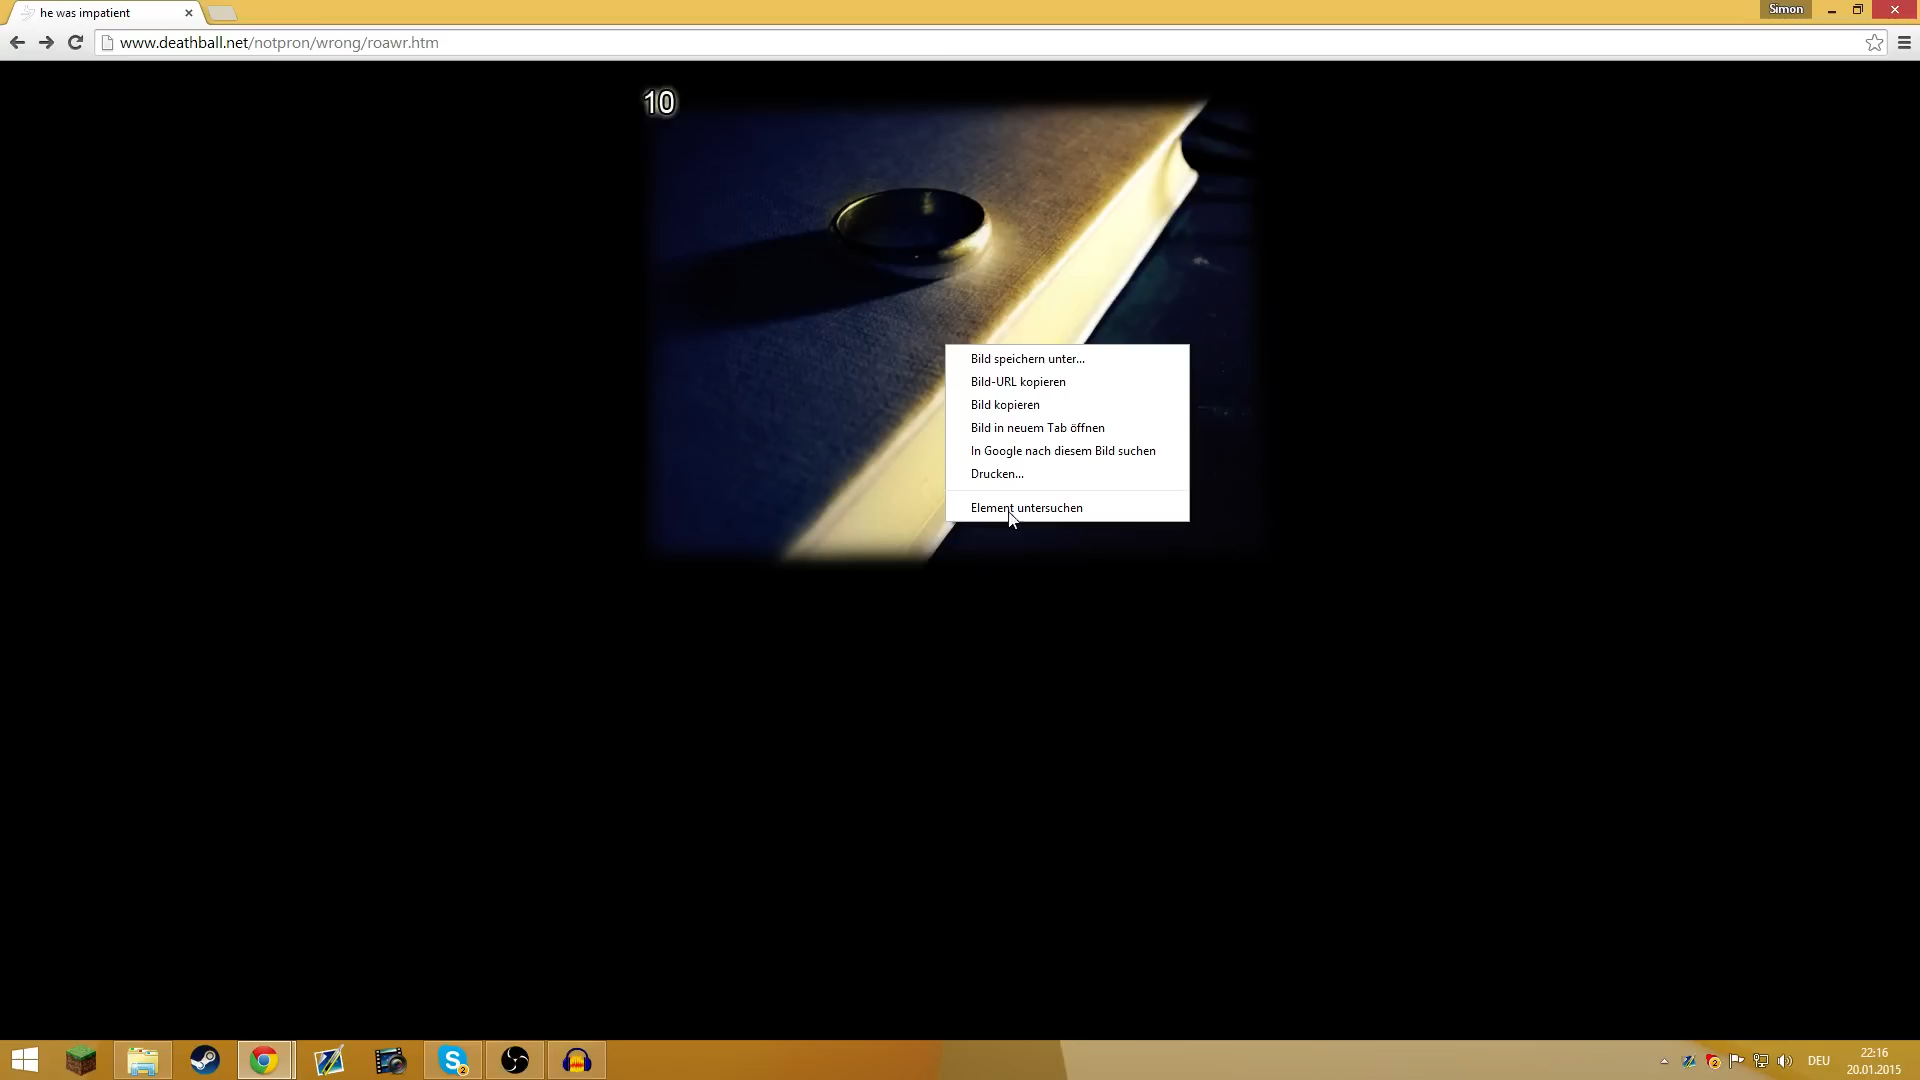 he was impatient
Simon
www.deathball.net/notpron/wrong/roawr.htm
10
Bild speichern unter...
Bild-URL kopieren
Bild kopieren
Bild in neuem Tab öffnen
In Google nach diesem Bild suchen
Drucken...
Element untersuchen
2
2
DEU
22:16
20.01.2015